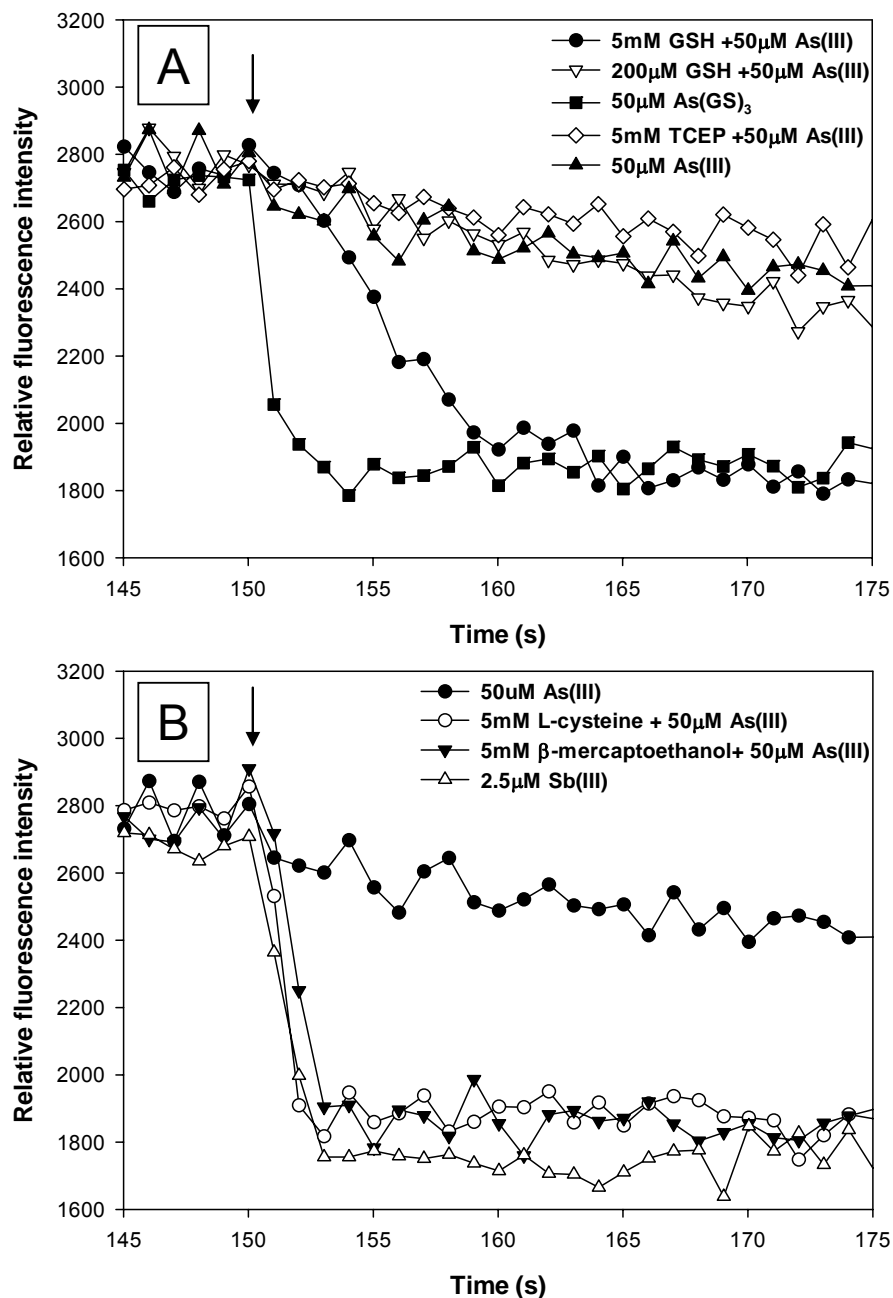 A
5mM GSH +50μM As(III)
200μM GSH +50μM As(III)
50μM As(GS)₃
5mM TCEP +50μM As(III)
50μM As(III)
Relative fluorescence intensity
3200
3000
2800
2600
2400
2200
2000
1800
1600
145 150 155 160 165 170 175
Time (s)
B
50uM As(III)
5mM L-cysteine + 50μM As(III)
5mM β-mercaptoethanol+ 50μM As(III)
2.5μM Sb(III)
Relative fluorescence intensity
3200
3000
2800
2600
2400
2200
2000
1800
1600
145 150 155 160 165 170 175
Time (s)